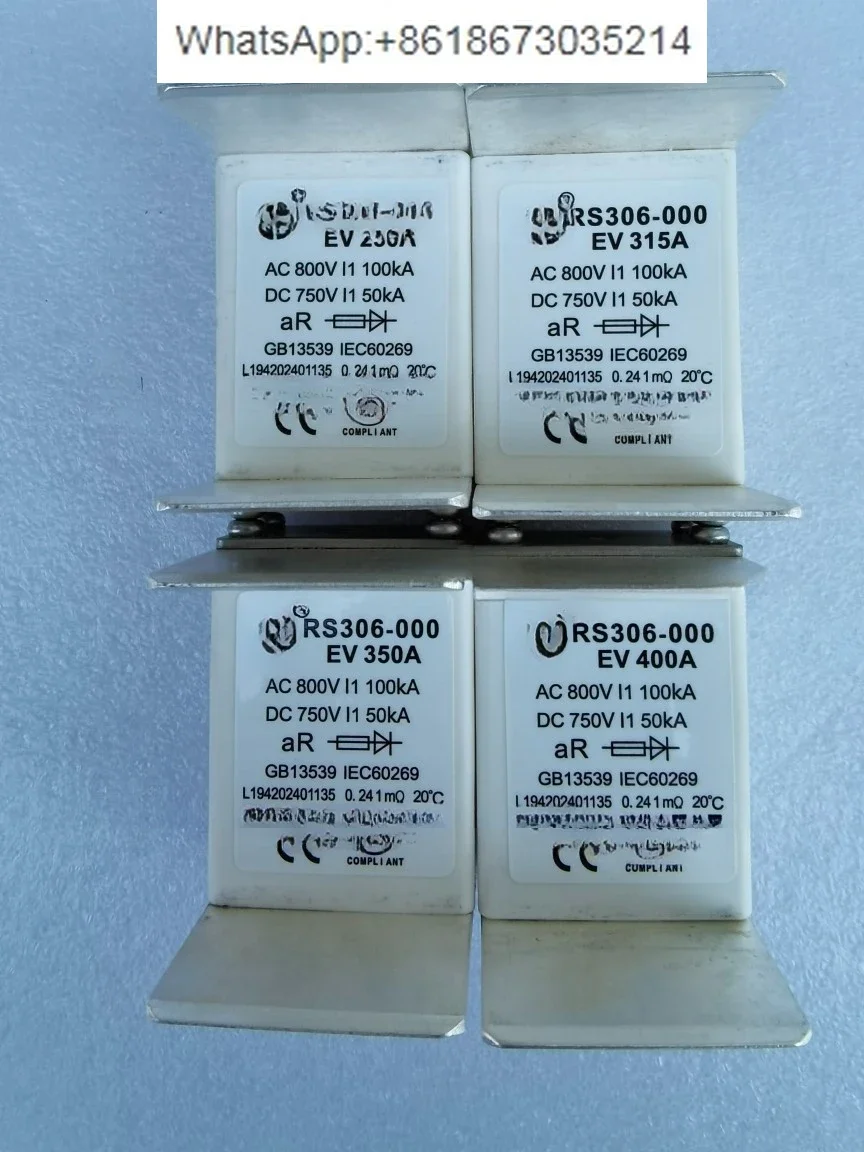 WhatsApp:+8618673035214
EV 250A
AC 800V I1 100kA
DC 750V I1 50kA
aR
GB13539 IEC60269
L194202401135 0.241mΩ 20℃
CE
COMPLIANT
®
RS306-000
EV 315A
AC 800V I1 100kA
DC 750V I1 50kA
aR
GB13539 IEC60269
L194202401135 0.241mΩ 20℃
CE
COMPLIANT
®
RS306-000
EV 350A
AC 800V I1 100kA
DC 750V I1 50kA
aR
GB13539 IEC60269
L194202401135 0.241mΩ 20℃
CE
COMPLIANT
RS306-000
EV 400A
AC 800V I1 100kA
DC 750V I1 50kA
aR
GB13539 IEC60269
L194202401135 0.241mΩ 20℃
CE
COMPLIANT